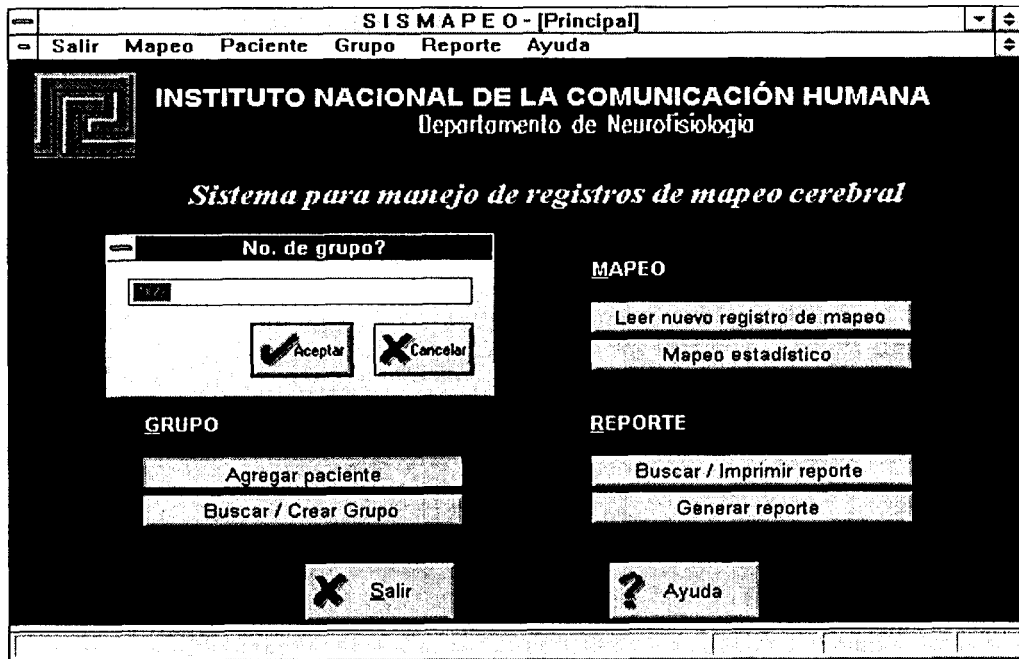 SISMAPEO - [Principal]
Salir Mapeo Paciente Grupo Reporte Ayuda
INSTITUTO NACIONAL DE LA COMUNICACIÓN HUMANA
Departamento de Neurofisiologia
Sistema para manejo de registros de mapeo cerebral
No. de grupo?
Aceptar Cancelar
MAPEO
Leer nuevo registro de mapeo
Mapeo estadístico
GRUPO
Agregar paciente
Buscar / Crear Grupo
REPORTE
Buscar / Imprimir reporte
Generar reporte
Salir
Ayuda